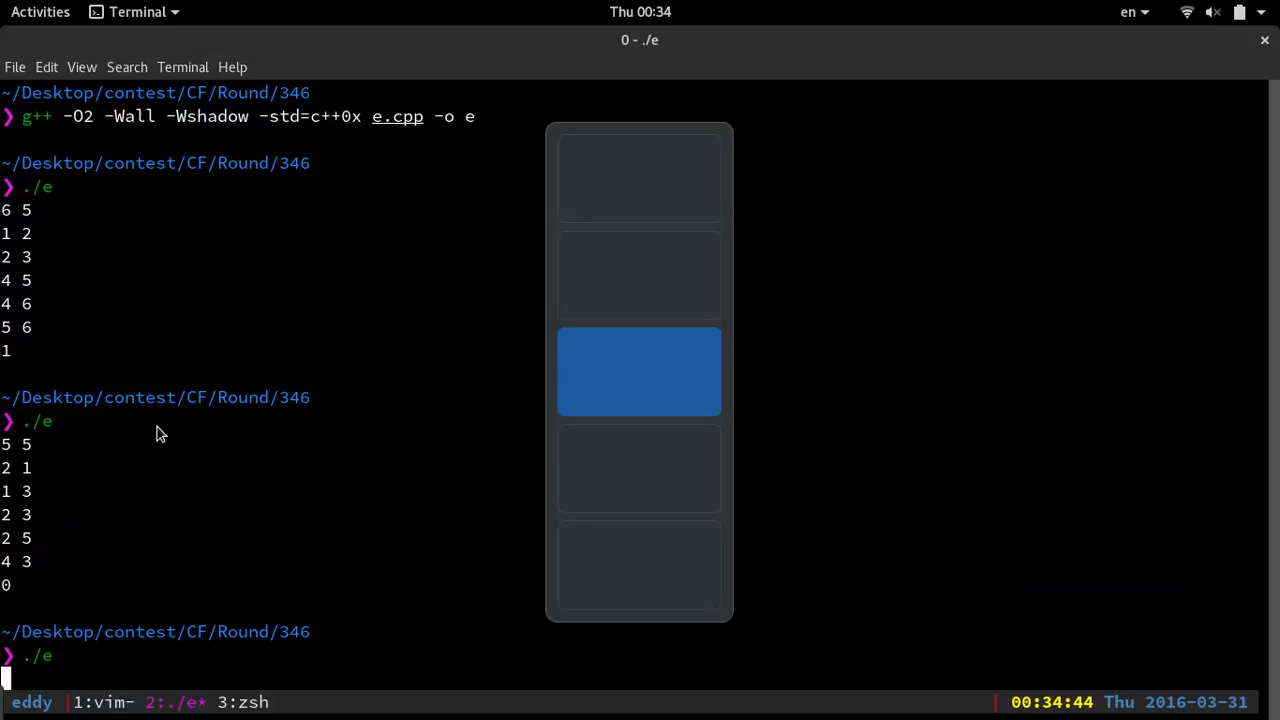 Activities Terminal Thu 00:34 en
0 - ./e
File Edit View Search Terminal Help
~/Desktop/contest/CF/Round/346
❯ g++ -O2 -Wall -Wshadow -std=c++0x e.cpp -o e
~/Desktop/contest/CF/Round/346
❯ ./e
6 5
1 2
2 3
4 5
4 6
5 6
1
~/Desktop/contest/CF/Round/346
❯ ./e
5 5
2 1
1 3
2 3
2 5
4 3
0
~/Desktop/contest/CF/Round/346
❯ ./e
eddy 1:vim- 2:./e* 3:zsh 00:34:44 Thu 2016-03-31